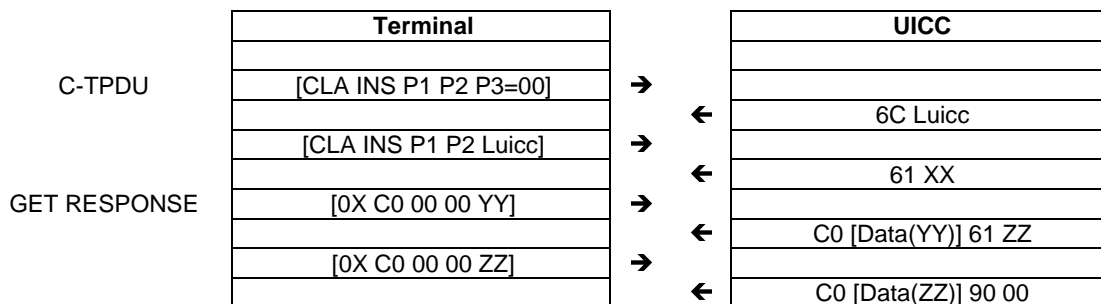 Terminal UICC
C-TPDU [CLA INS P1 P2 P3=00] ➔
🡰 6C Luicc
[CLA INS P1 P2 Luicc] ➔
🡰 61 XX
GET RESPONSE [0X C0 00 00 YY] ➔
🡰 C0 [Data(YY)] 61 ZZ
[0X C0 00 00 ZZ] ➔
🡰 C0 [Data(ZZ)] 90 00